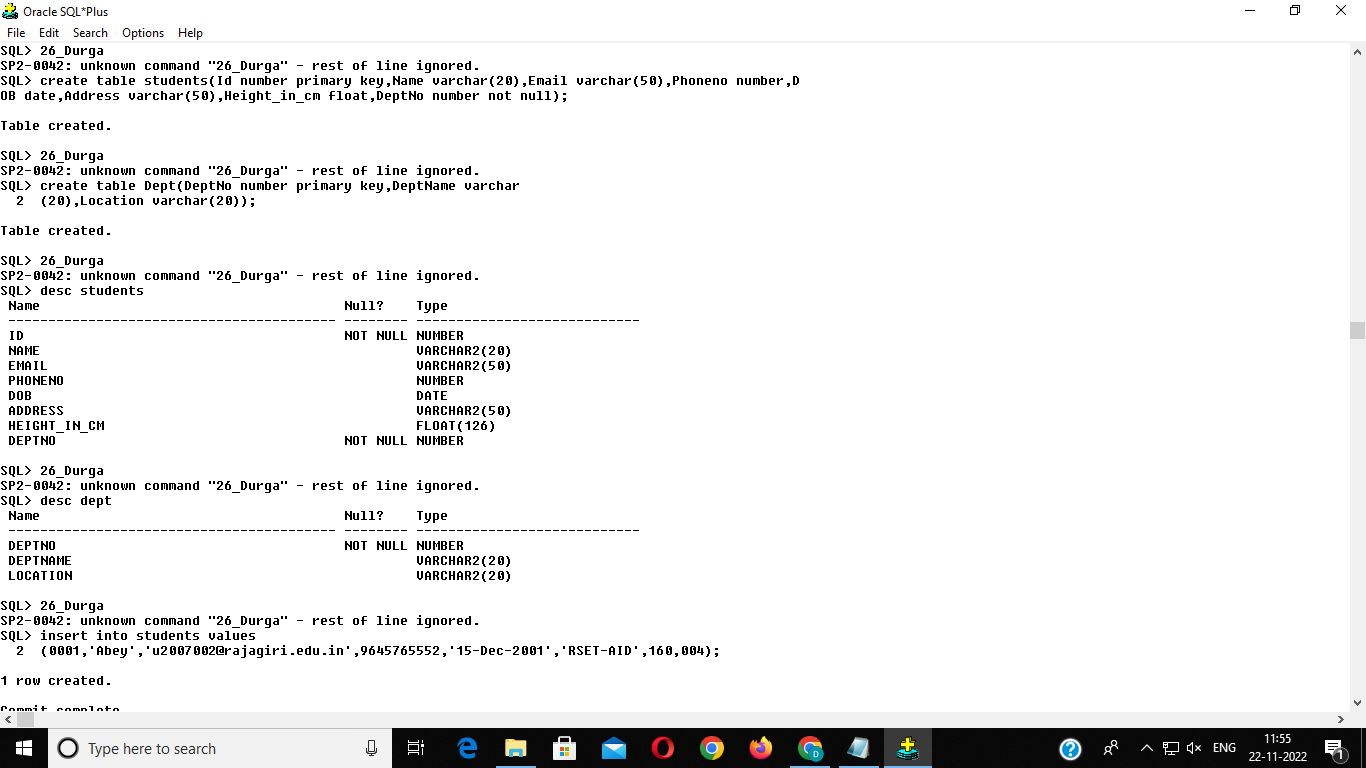 Oracle SQL*Plus
File Edit Search Options Help
SQL> 26_Durga
SP2-0042: unknown command "26_Durga" - rest of line ignored.
SQL> create table students(Id number primary key,Name varchar(20),Email varchar(50),Phoneno number,D
OB date,Address varchar(50),Height_in_cm float,DeptNo number not null);
Table created.
SQL> 26_Durga
SP2-0042: unknown command "26_Durga" - rest of line ignored.
SQL> create table Dept(DeptNo number primary key,DeptName varchar
2 (20),Location varchar(20));
Table created.
SQL> 26_Durga
SP2-0042: unknown command "26_Durga" - rest of line ignored.
SQL> desc students
Name Null? Type
----------------------------------------- -------- ----------------------------
ID NOT NULL NUMBER
NAME VARCHAR2(20)
EMAIL VARCHAR2(50)
PHONENO NUMBER
DOB DATE
ADDRESS VARCHAR2(50)
HEIGHT_IN_CM FLOAT(126)
DEPTNO NOT NULL NUMBER
SQL> 26_Durga
SP2-0042: unknown command "26_Durga" - rest of line ignored.
SQL> desc dept
Name Null? Type
----------------------------------------- -------- ----------------------------
DEPTNO NOT NULL NUMBER
DEPTNAME VARCHAR2(20)
LOCATION VARCHAR2(20)
SQL> 26_Durga
SP2-0042: unknown command "26_Durga" - rest of line ignored.
SQL> insert into students values
2 (0001,'Abey','u2007002@rajagiri.edu.in',9645765552,'15-Dec-2001','RSET-AID',160,004);
1 row created.
Commit complete
Type here to search
D
ENG
11:55
22-11-2022
1